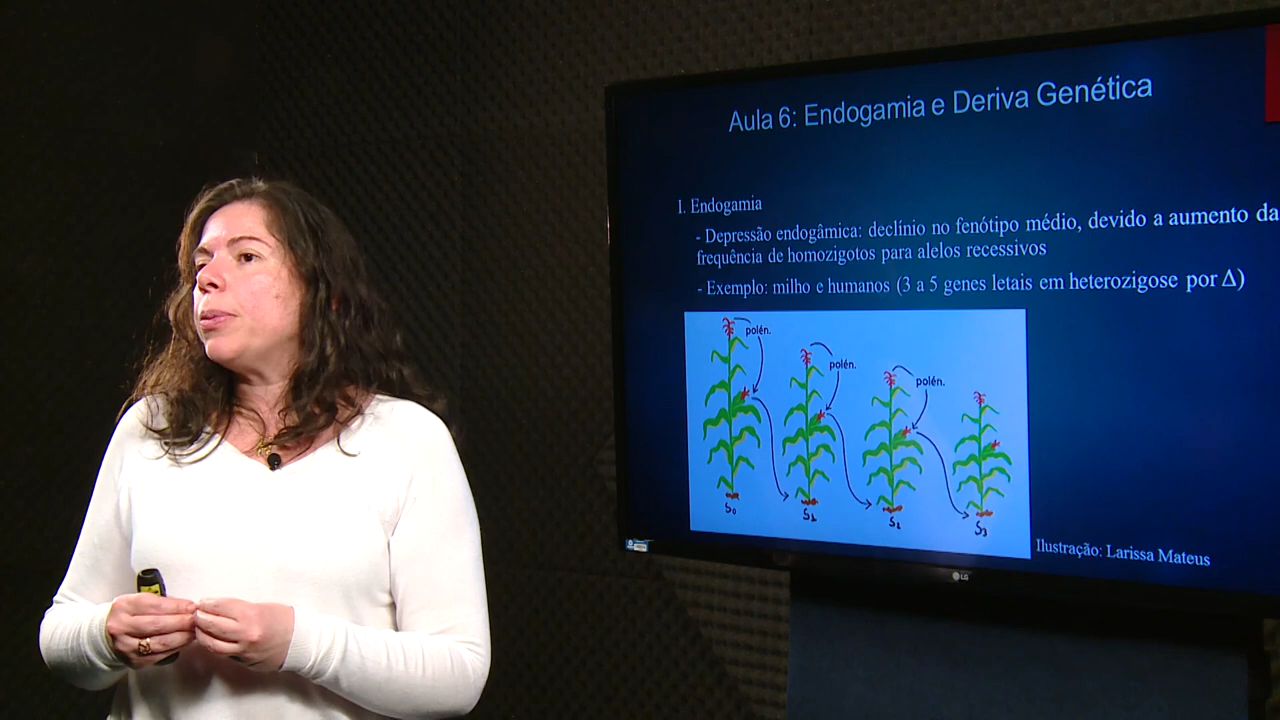 Aula 6: Endogamia e Deriva Genética
I. Endogamia
- Depressão endogâmica: declínio no fenótipo médio, devido a aumento da
frequência de homozigotos para alelos recessivos
- Exemplo: milho e humanos (3 a 5 genes letais em heterozigose por Δ)
polén.
polén.
polén.
S₀
S₁
S₂
S₃
Ilustração: Larissa Mateus
LG